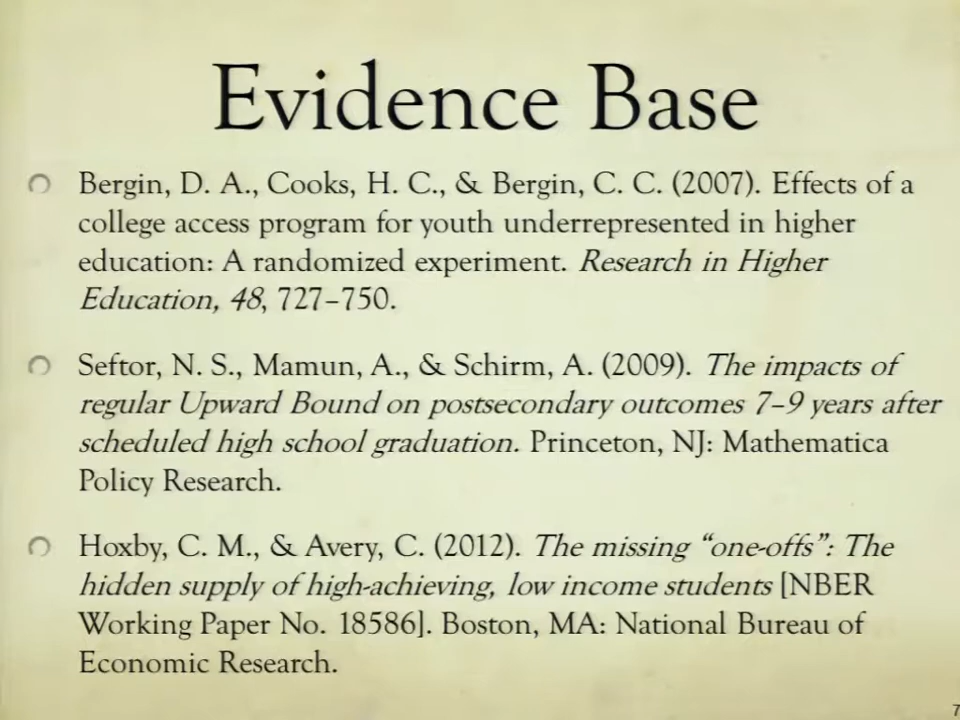 Evidence Base
Bergin, D. A., Cooks, H. C., & Bergin, C. C. (2007). Effects of a
college access program for youth underrepresented in higher
education: A randomized experiment. Research in Higher
Education, 48, 727–750.
Seftor, N. S., Mamun, A., & Schirm, A. (2009). The impacts of
regular Upward Bound on postsecondary outcomes 7–9 years after
scheduled high school graduation. Princeton, NJ: Mathematica
Policy Research.
Hoxby, C. M., & Avery, C. (2012). The missing “one-offs”: The
hidden supply of high-achieving, low income students [NBER
Working Paper No. 18586]. Boston, MA: National Bureau of
Economic Research.
7